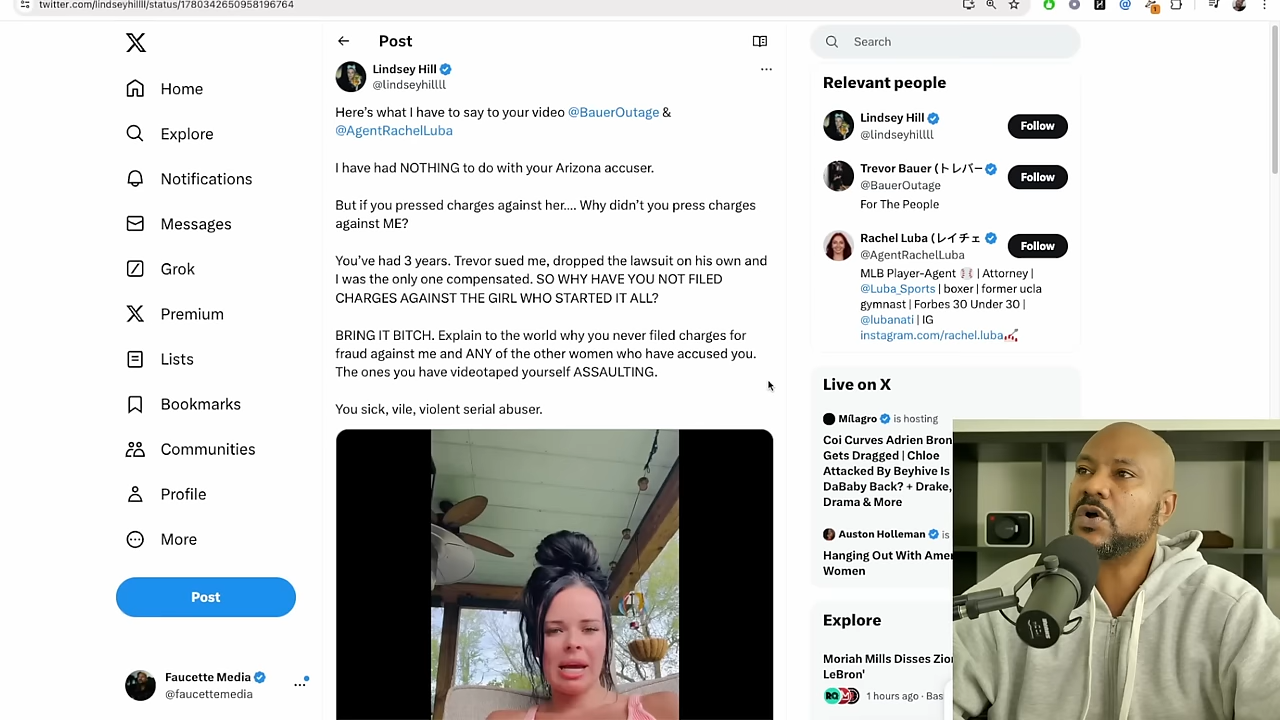 twitter.com/lindseyhillll/status/1780342650958196764
Home
Explore
Notifications
Messages
Grok
Premium
Lists
Bookmarks
Communities
Profile
More
Post
Faucette Media
@faucettemedia
Post
Lindsey Hill
@lindseyhillll
Here's what I have to say to your video @BauerOutage &
@AgentRachelLuba
I have had NOTHING to do with your Arizona accuser.
But if you pressed charges against her.... Why didn't you press charges
against ME?
You've had 3 years. Trevor sued me, dropped the lawsuit on his own and
I was the only one compensated. SO WHY HAVE YOU NOT FILED
CHARGES AGAINST THE GIRL WHO STARTED IT ALL?
BRING IT BITCH. Explain to the world why you never filed charges for
fraud against me and ANY of the other women who have accused you.
The ones you have videotaped yourself ASSAULTING.
You sick, vile, violent serial abuser.
Search
Relevant people
Lindsey Hill
@lindseyhillll
Follow
Trevor Bauer (トレバー
@BauerOutage
Follow
For The People
Rachel Luba (レイチェ
@AgentRachelLuba
Follow
MLB Player-Agent | Attorney |
@Luba_Sports | boxer | former ucla
gymnast | Forbes 30 Under 30 |
@lubanati | IG
instagram.com/rachel.luba
Live on X
Mílagro is hosting
Coi Curves Adrien Bron
Gets Dragged | Chloe
Attacked By Beyhive Is
DaBaby Back? + Drake,
Drama & More
Auston Holleman is
Hanging Out With Amer
Women
Explore
Moriah Mills Disses Zio
LeBron'
1 hours ago · Bas